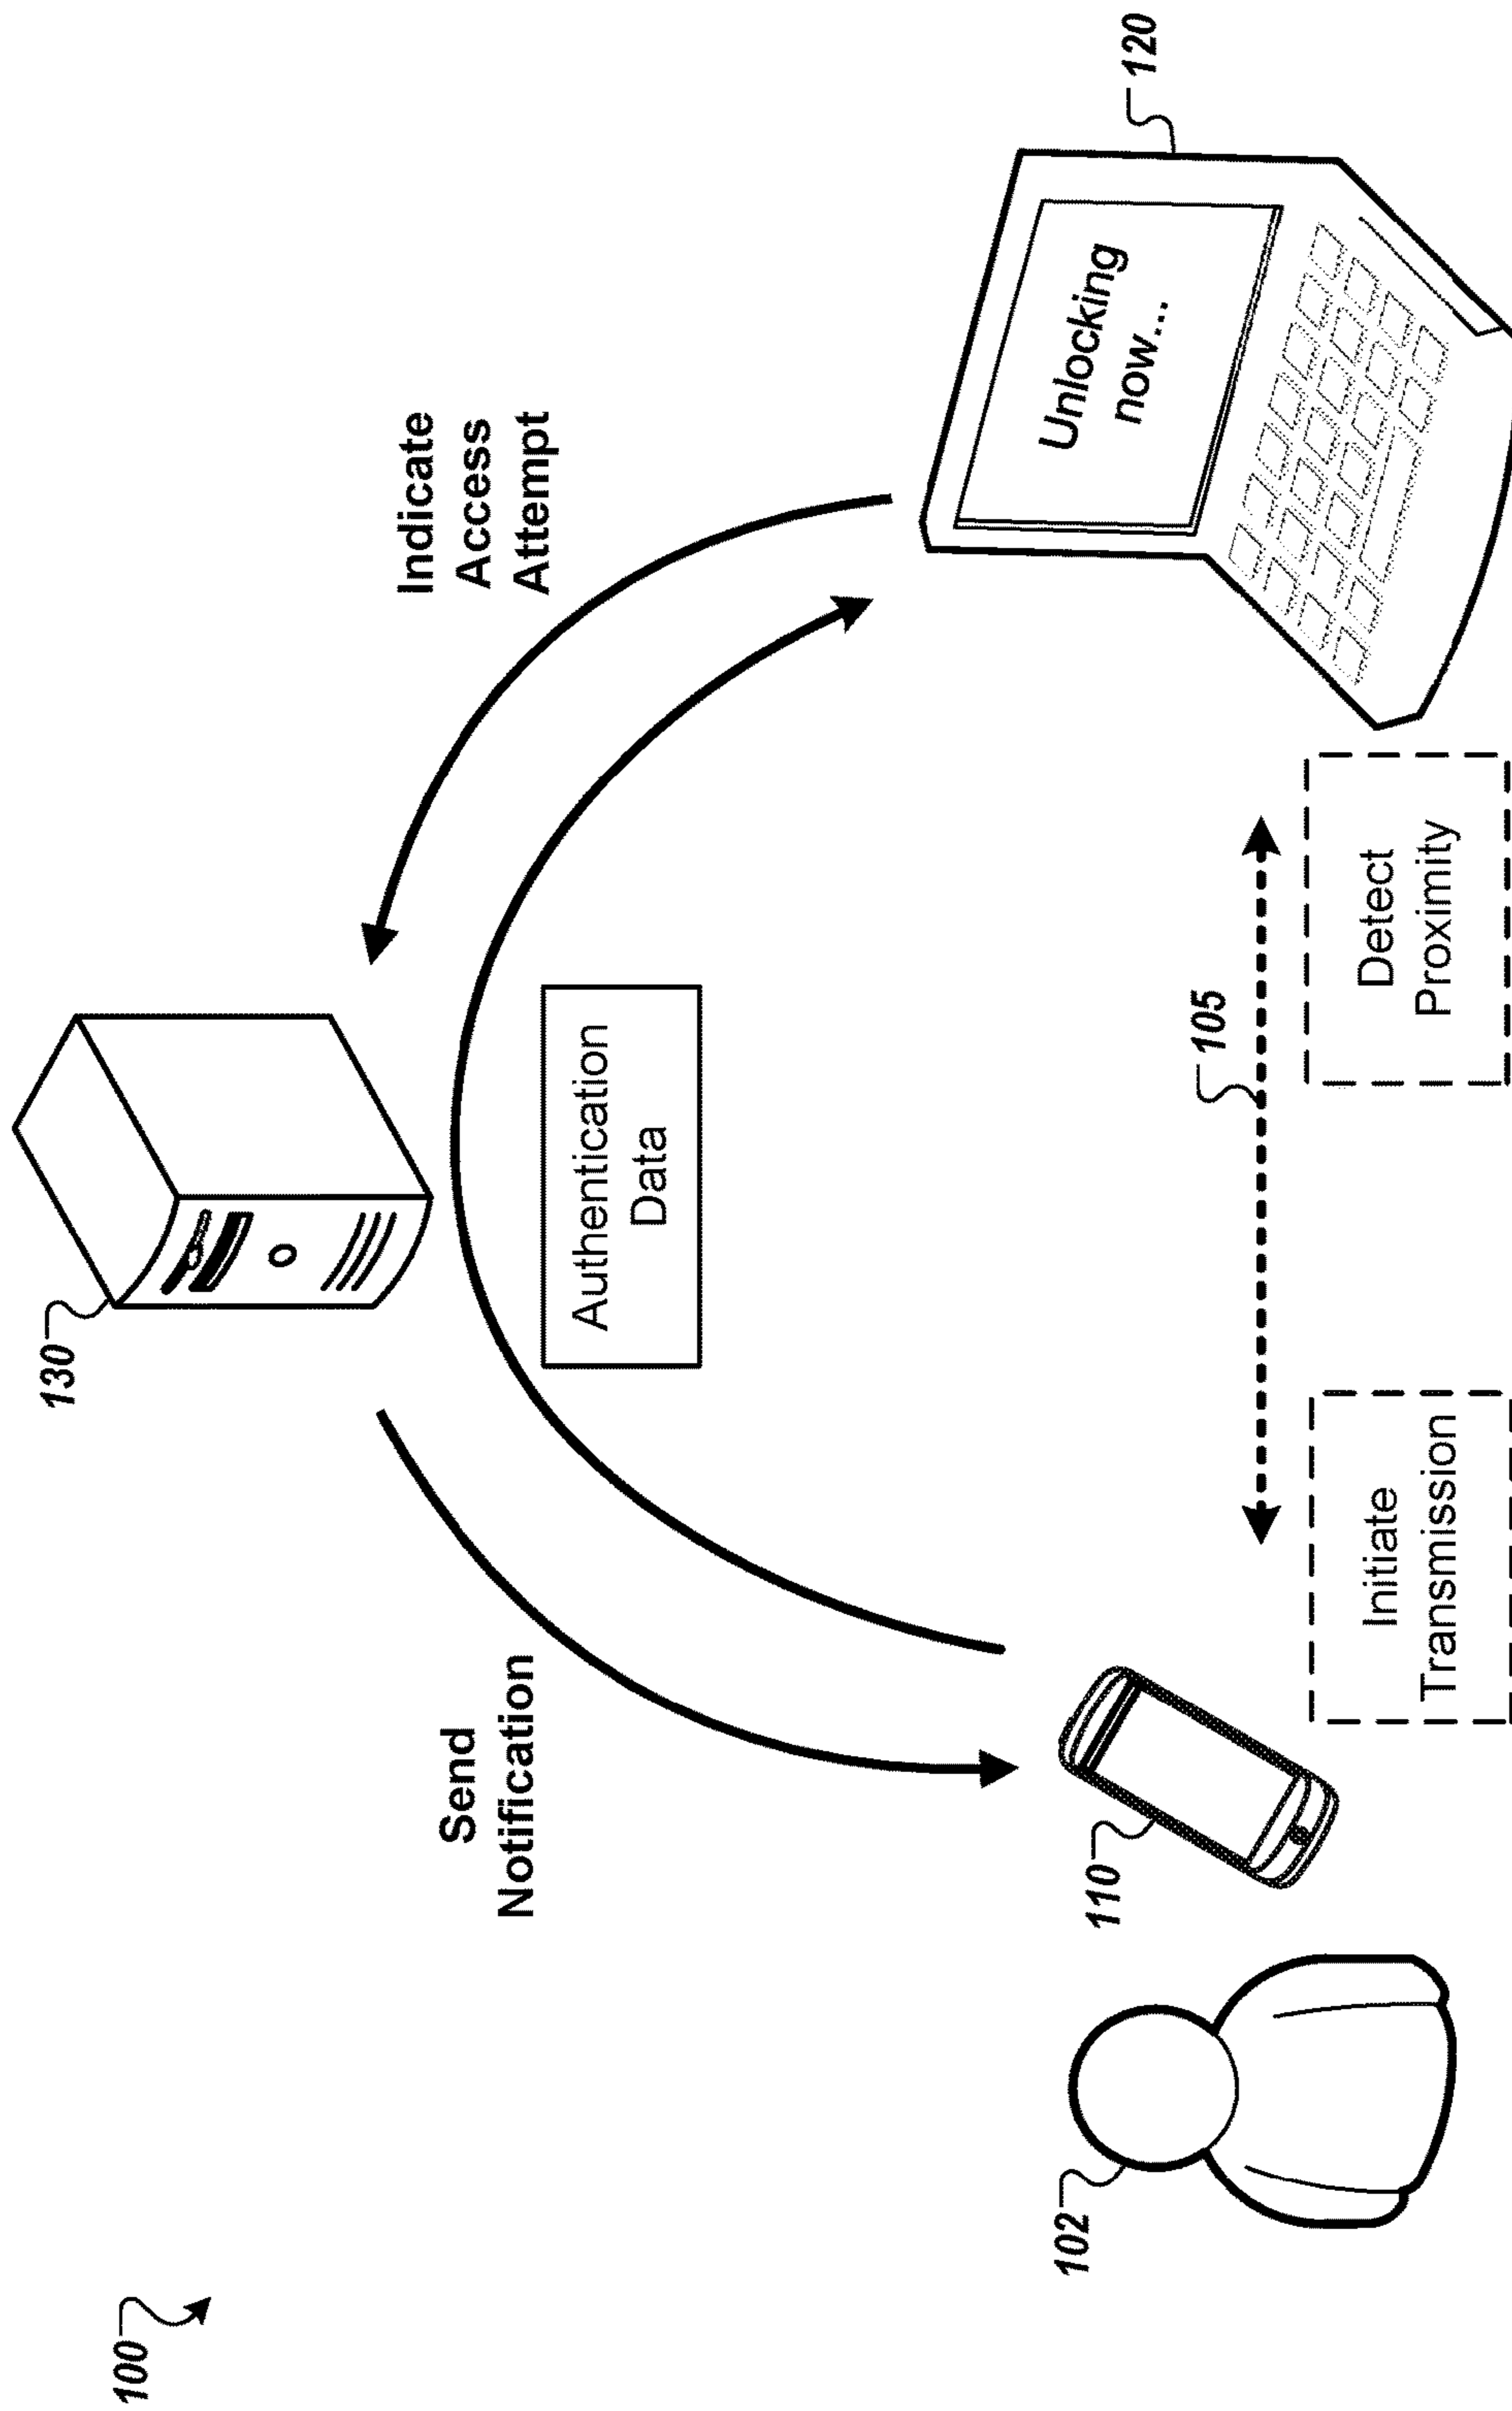 100
130
Indicate
Access
Attempt
Send
Notification
Authentication
Data
120
Unlocking
now...
102
110
105
Initiate
Transmission
Detect
Proximity